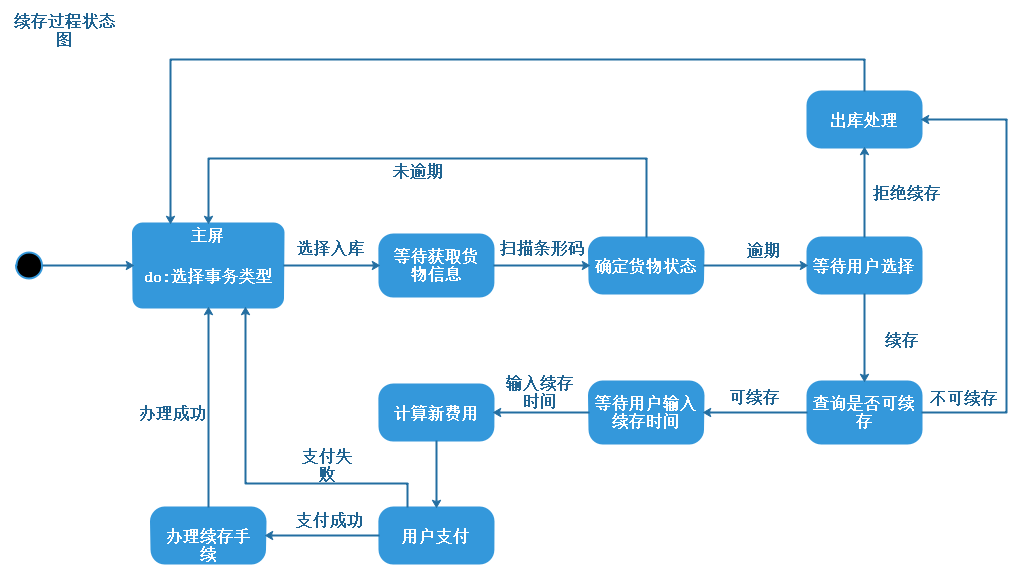 续存过程状态
图
出库处理
未逾期
拒绝续存
主屏
do:选择事务类型
选择入库
等待获取货
物信息
扫描条形码
确定货物状态
逾期
等待用户选择
续存
输入续存
时间
可续存
不可续存
计算新费用
等待用户输入
续存时间
查询是否可续
存
办理成功
支付失
败
支付成功
办理续存手
续
用户支付